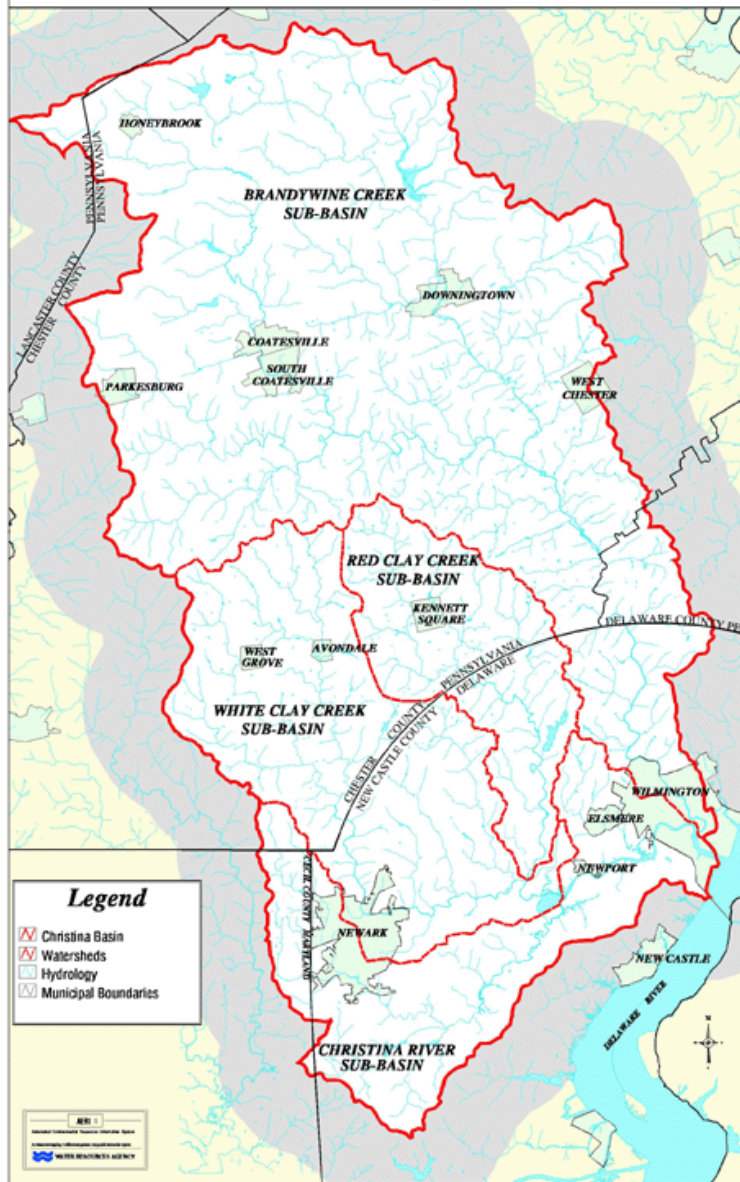 HONEYBROOK
PENNSYLVANIA
PENNSYLVANIA
BRANDYWINE CREEK
SUB-BASIN
LANCASTER COUNTY
CHESTER COUNTY
DOWNINGTOWN
COATESVILLE
SOUTH
COATESVILLE
PARKESBURG
WEST
CHESTER
RED CLAY CREEK
SUB-BASIN
KENNETT
SQUARE
DELAWARE COUNTY PE
WEST
GROVE
AVONDALE
PENNSYLVANIA
DELAWARE
WHITE CLAY CREEK
SUB-BASIN
CHESTER COUNTY
NEW CASTLE COUNTY
WILMINGTON
ELSMERE
NEWPORT
CECIL COUNTY MARYLAND
NEWARK
NEW CASTLE
DELAWARE RIVER
N
CHRISTINA RIVER
SUB-BASIN
Legend
Christina Basin
Watersheds
Hydrology
Municipal Boundaries
WATER RESOURCES AGENCY